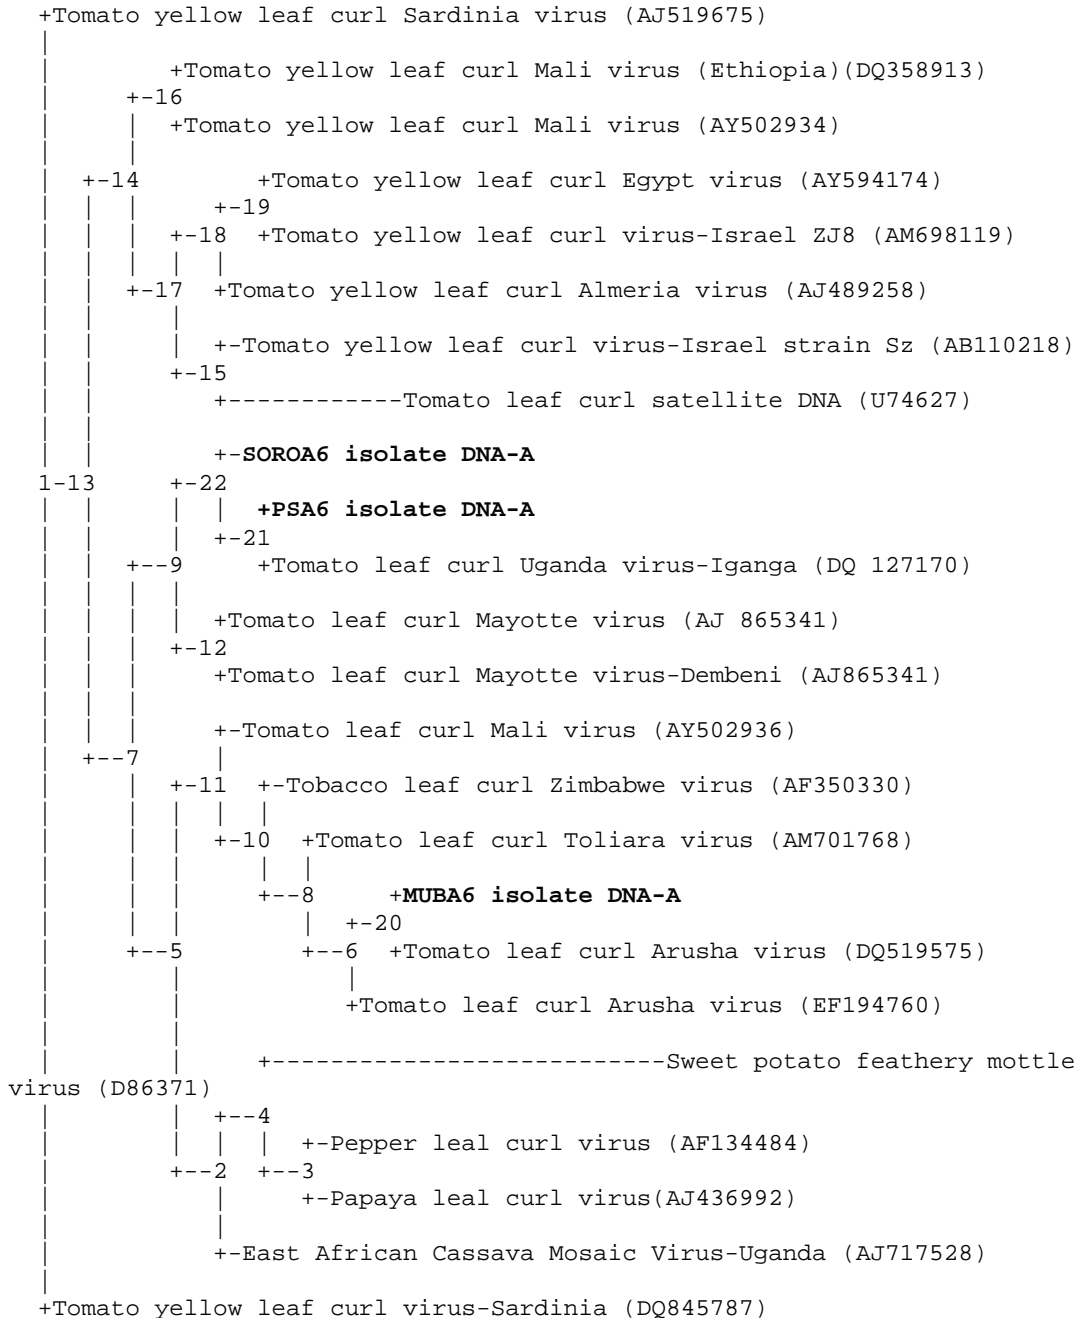 +Tomato yellow leaf curl Sardinia virus (AJ519675)
+Tomato yellow leaf curl Mali virus (Ethiopia)(DQ358913)
+-16
+Tomato yellow leaf curl Mali virus (AY502934)
+-14 +Tomato yellow leaf curl Egypt virus (AY594174)
+-19
+-18 +Tomato yellow leaf curl virus-Israel ZJ8 (AM698119)
+-17 +Tomato yellow leaf curl Almeria virus (AJ489258)
+-Tomato yellow leaf curl virus-Israel strain Sz (AB110218)
+-15
+------------Tomato leaf curl satellite DNA (U74627)
+-SOROA6 isolate DNA-A
1-13 +-22
+PSA6 isolate DNA-A
+-21
+--9 +Tomato leaf curl Uganda virus-Iganga (DQ 127170)
+Tomato leaf curl Mayotte virus (AJ 865341)
+-12
+Tomato leaf curl Mayotte virus-Dembeni (AJ865341)
+-Tomato leaf curl Mali virus (AY502936)
+--7
+-11 +-Tobacco leaf curl Zimbabwe virus (AF350330)
+-10 +Tomato leaf curl Toliara virus (AM701768)
+--8 +MUBA6 isolate DNA-A
+-20
+--5 +--6 +Tomato leaf curl Arusha virus (DQ519575)
+Tomato leaf curl Arusha virus (EF194760)
+---------------------------Sweet potato feathery mottle
virus (D86371)
+--4
+-Pepper leal curl virus (AF134484)
+--2 +--3
+-Papaya leal curl virus(AJ436992)
+-East African Cassava Mosaic Virus-Uganda (AJ717528)
+Tomato yellow leaf curl virus-Sardinia (DQ845787)